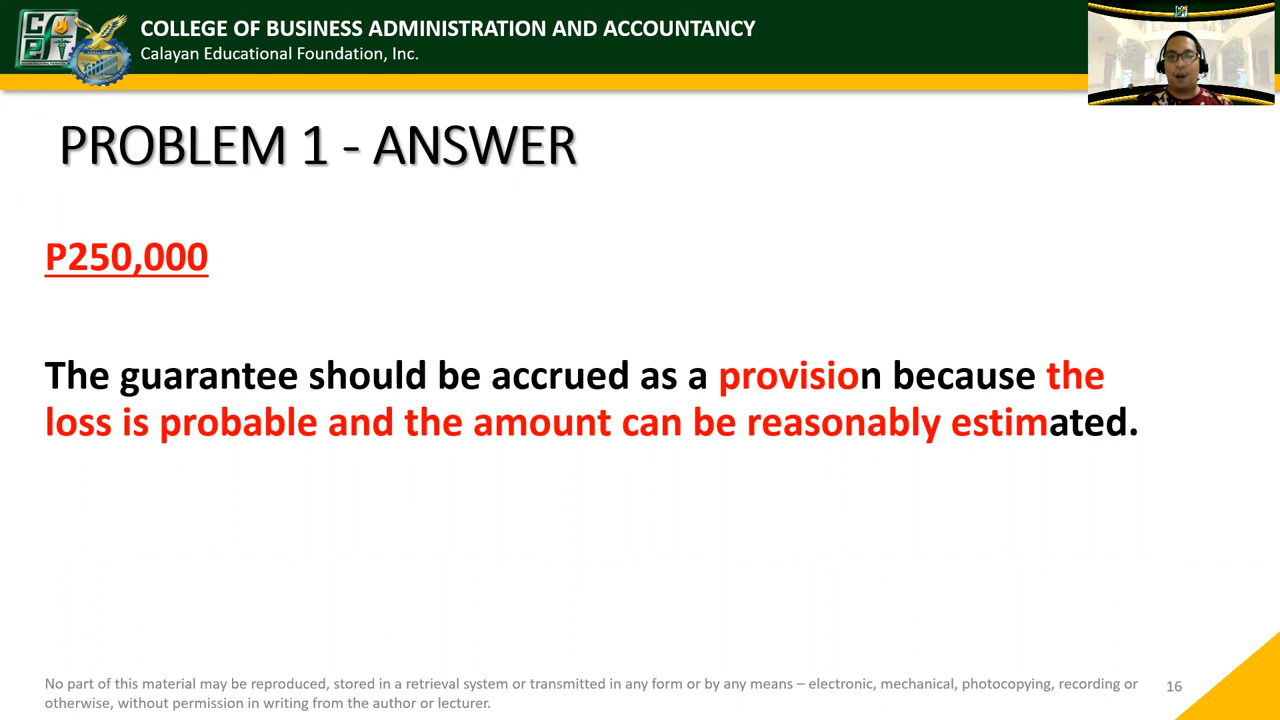 COLLEGE OF BUSINESS ADMINISTRATION AND ACCOUNTANCY
Calayan Educational Foundation, Inc.
PROBLEM 1 - ANSWER
P250,000
The guarantee should be accrued as a provision because the
loss is probable and the amount can be reasonably estimated.
No part of this material may be reproduced, stored in a retrieval system or transmitted in any form or by any means – electronic, mechanical, photocopying, recording or
otherwise, without permission in writing from the author or lecturer.
16